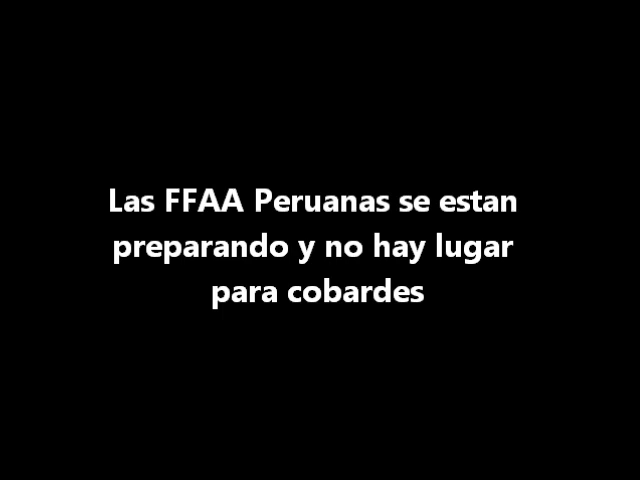 Las FFAA Peruanas se estan
preparando y no hay lugar
para cobardes